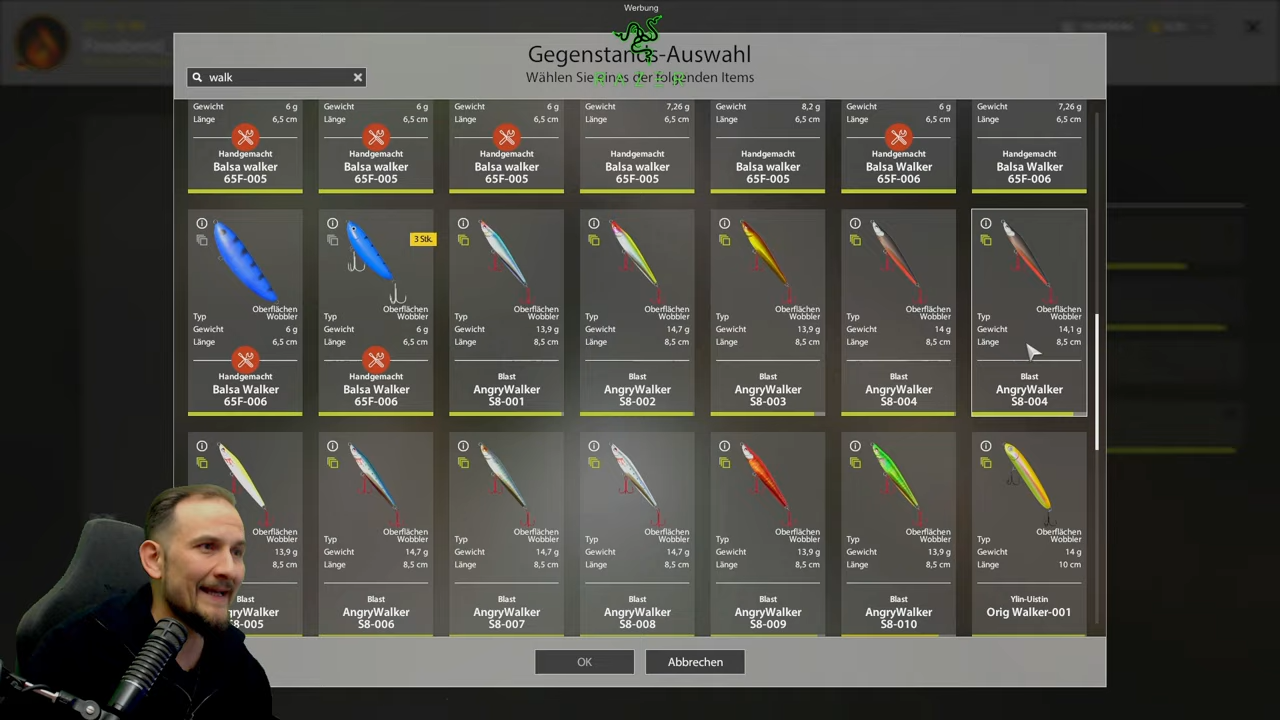 Werbung
RAZER
Gegenstands-Auswahl
Wählen Sie eines der folgenden Items
walk
Gewicht 6 g
Länge 6,5 cm
Handgemacht
Balsa walker
65F-005
Gewicht 6 g
Länge 6,5 cm
Handgemacht
Balsa walker
65F-005
Gewicht 6 g
Länge 6,5 cm
Handgemacht
Balsa walker
65F-005
Gewicht 7,26 g
Länge 6,5 cm
Handgemacht
Balsa walker
65F-005
Gewicht 8,2 g
Länge 6,5 cm
Handgemacht
Balsa walker
65F-005
Gewicht 6 g
Länge 6,5 cm
Handgemacht
Balsa Walker
65F-006
Gewicht 7,26 g
Länge 6,5 cm
Handgemacht
Balsa Walker
65F-006
Oberflächen
Typ Wobbler
Gewicht 6 g
Länge 6,5 cm
Handgemacht
Balsa Walker
65F-006
3 Stk.
Oberflächen
Typ Wobbler
Gewicht 6 g
Länge 6,5 cm
Handgemacht
Balsa Walker
65F-006
Oberflächen
Typ Wobbler
Gewicht 13,9 g
Länge 8,5 cm
Blast
AngryWalker
S8-001
Oberflächen
Typ Wobbler
Gewicht 14,7 g
Länge 8,5 cm
Blast
AngryWalker
S8-002
Oberflächen
Typ Wobbler
Gewicht 13,9 g
Länge 8,5 cm
Blast
AngryWalker
S8-003
Oberflächen
Typ Wobbler
Gewicht 14 g
Länge 8,5 cm
Blast
AngryWalker
S8-004
Oberflächen
Typ Wobbler
Gewicht 14,1 g
Länge 8,5 cm
Blast
AngryWalker
S8-004
Oberflächen
Wobbler
13,9 g
8,5 cm
Blast
gryWalker
S8-005
Oberflächen
Typ Wobbler
Gewicht 14,7 g
Länge 8,5 cm
Blast
AngryWalker
S8-006
Oberflächen
Typ Wobbler
Gewicht 14,7 g
Länge 8,5 cm
Blast
AngryWalker
S8-007
Oberflächen
Typ Wobbler
Gewicht 14,7 g
Länge 8,5 cm
Blast
AngryWalker
S8-008
Oberflächen
Typ Wobbler
Gewicht 13,9 g
Länge 8,5 cm
Blast
AngryWalker
S8-009
Oberflächen
Typ Wobbler
Gewicht 13,9 g
Länge 8,5 cm
Blast
AngryWalker
S8-010
Oberflächen
Typ Wobbler
Gewicht 14 g
Länge 10 cm
Ylin-Uistin
Orig Walker-001
OK
Abbrechen